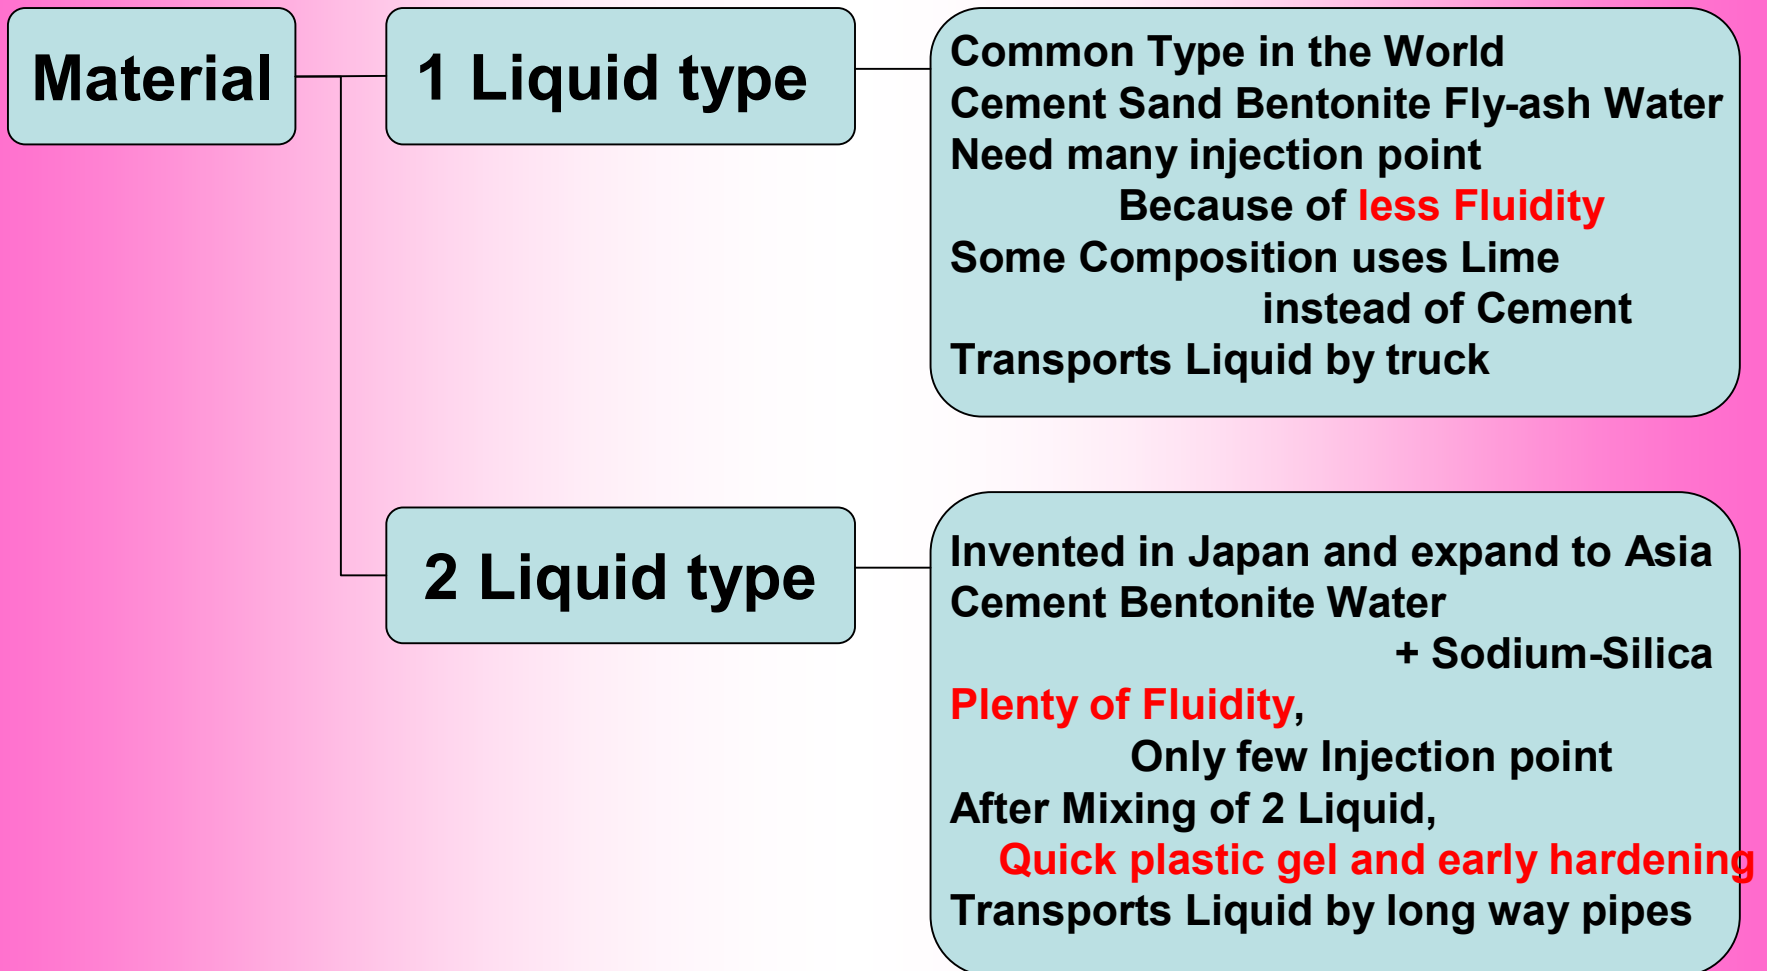 Material
1 Liquid type
Common Type in the World
Cement Sand Bentonite Fly-ash Water
Need many injection point
Because of less Fluidity
Some Composition uses Lime
instead of Cement
Transports Liquid by truck
2 Liquid type
Invented in Japan and expand to Asia
Cement Bentonite Water
+ Sodium-Silica
Plenty of Fluidity,
Only few Injection point
After Mixing of 2 Liquid,
Quick plastic gel and early hardening
Transports Liquid by long way pipes